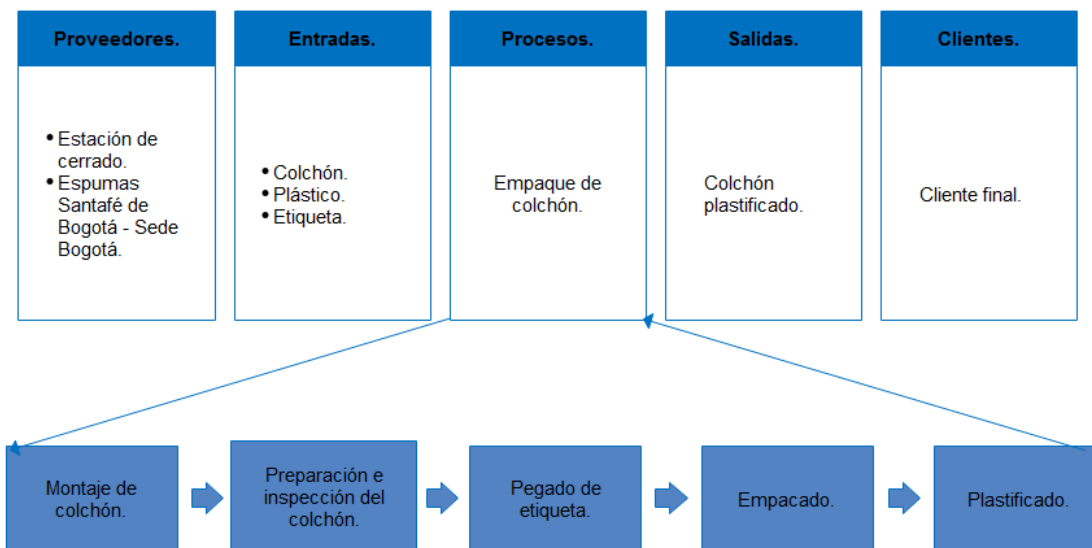 Proveedores.
Entradas.
Procesos.
Salidas.
Clientes.
• Estación de
cerrado.
• Espumas
Santafé de
Bogotá - Sede
Bogotá.
• Colchón.
• Plástico.
• Etiqueta.
Empaque de
colchón.
Colchón
plastificado.
Cliente final.
Montaje de
colchón.
Preparación e
inspección del
colchón.
Pegado de
etiqueta.
Empacado.
Plastificado.